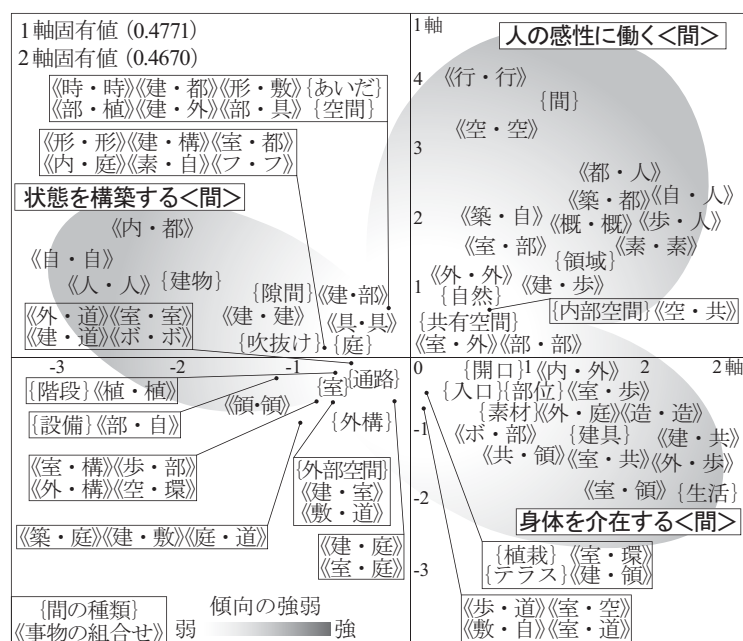 1軸固有値 (0.4771)
2軸固有値 (0.4670)
1軸
人の感性に働く<間>
《時・時》《建・都》《形・敷》{あいだ}
《部・植》《建・外》《部・具》{空間}
4
《行・行》
{間}
《形・形》《建・構》《室・都》
《内・庭》《素・自》《フ・フ》
《空・空》
3
《都・人》
状態を構築する<間>
《築・都》《自・人》
《内・都》
2
《築・自》《概・概》《歩・人》
《室・部》
《素・素》
《自・自》
{領域}
《外・外》
《人・人》
{建物}
{隙間}
《建・部》
1
{自然}
《建・歩》
《外・道》《室・室》
《建・道》《ボ・ボ》
《建・建》
《具・具》
{共有空間}
{内部空間}《空・共》
{吹抜け}
{庭}
《室・外》《部・部》
-3
-2
-1
0
1
2
2軸
{通路}
{開口}
《内・外》
{階段}《植・植》
{室}
{入口}{部位}《室・歩》
《領・領》
{素材}《外・庭》《造・造》
{設備}《部・自》
{外構}
-1
《ボ・部》
{建具}
《建・共》
《室・構》《歩・部》
《外・構》《空・環》
{外部空間}
《建・室》
《敷・道》
《共・領》《室・共》《外・歩》
-2
《室・領》
{生活}
《築・庭》《建・敷》《庭・道》
身体を介在する<間>
《建・庭》
《室・庭》
-3
{植栽}
《室・環》
{テラス}《建・領》
{間の種類}
《事物の組合せ》
傾向の強弱
弱
強
《歩・道》《室・空》
《敷・自》《室・道》